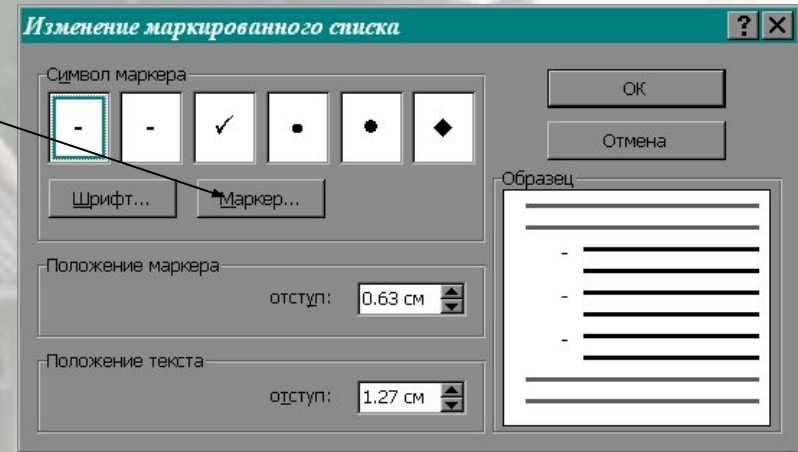 Изменение маркированного списка
Символ маркера
ОК
Отмена
Шрифт...
Маркер...
Образец
Положение маркера
отступ: 0.63 см
Положение текста
отступ: 1.27 см